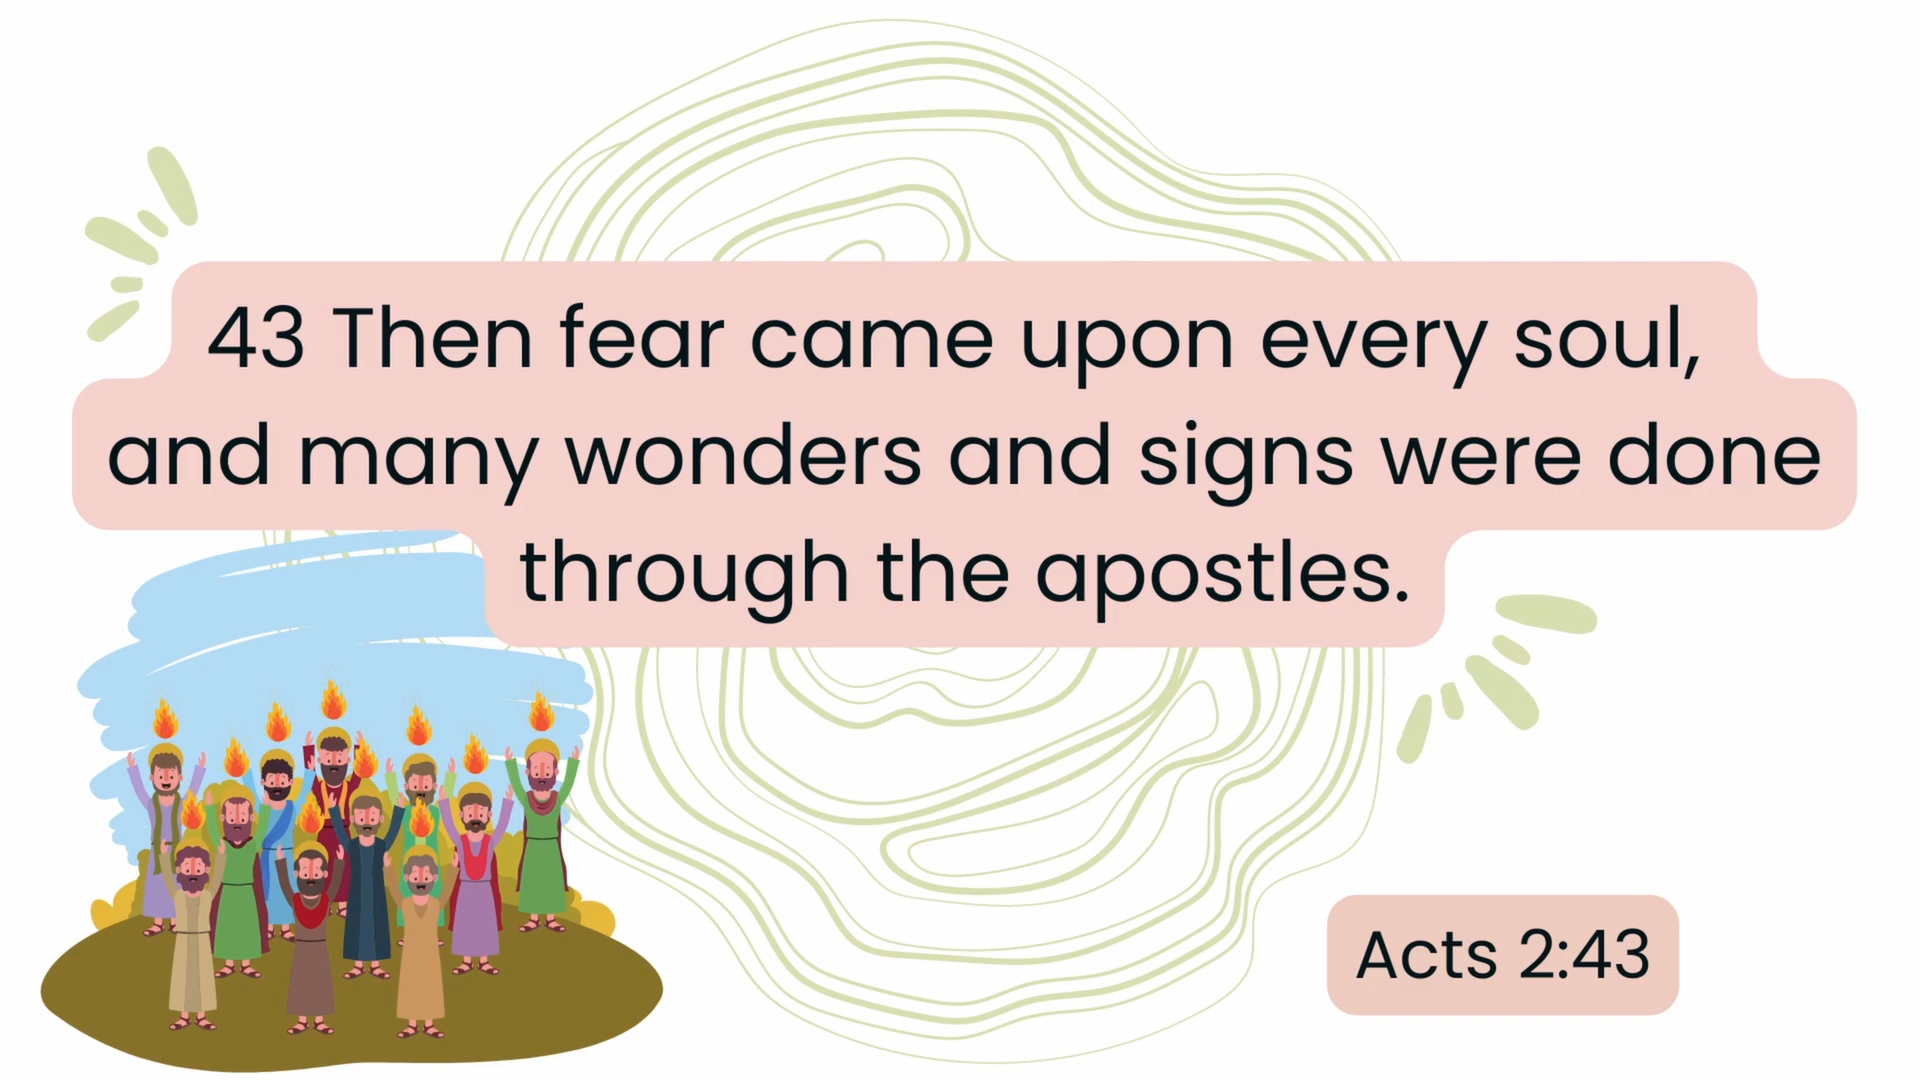 43 Then fear came upon every soul,
and many wonders and signs were done
through the apostles.
Acts 2:43